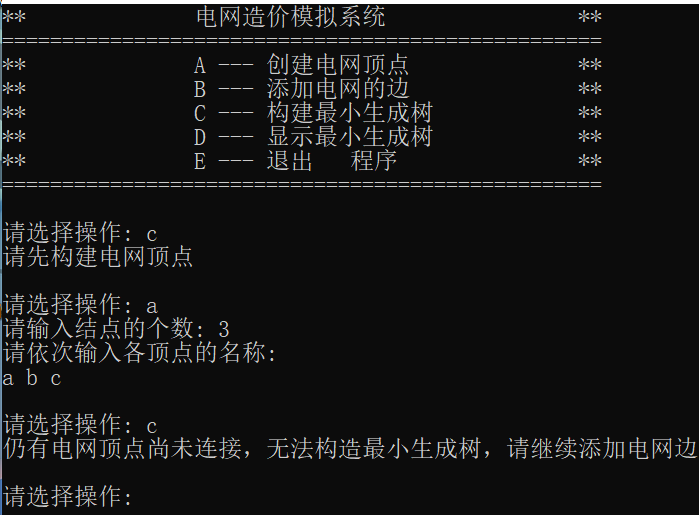 ** 电网造价模拟系统 **
==================================================
** A --- 创建电网顶点 **
** B --- 添加电网的边 **
** C --- 构建最小生成树 **
** D --- 显示最小生成树 **
** E --- 退出 程序 **
==================================================
请选择操作: c
请先构建电网顶点
请选择操作: a
请输入结点的个数: 3
请依次输入各顶点的名称:
a b c
请选择操作: c
仍有电网顶点尚未连接，无法构造最小生成树，请继续添加电网边
请选择操作: